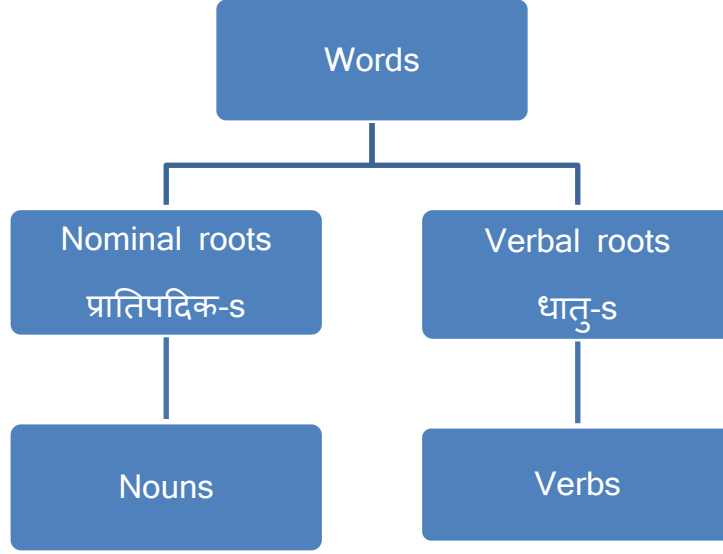 Words
Nominal roots
प्रातिपदिक-s
Verbal roots
धातु-s
Nouns
Verbs